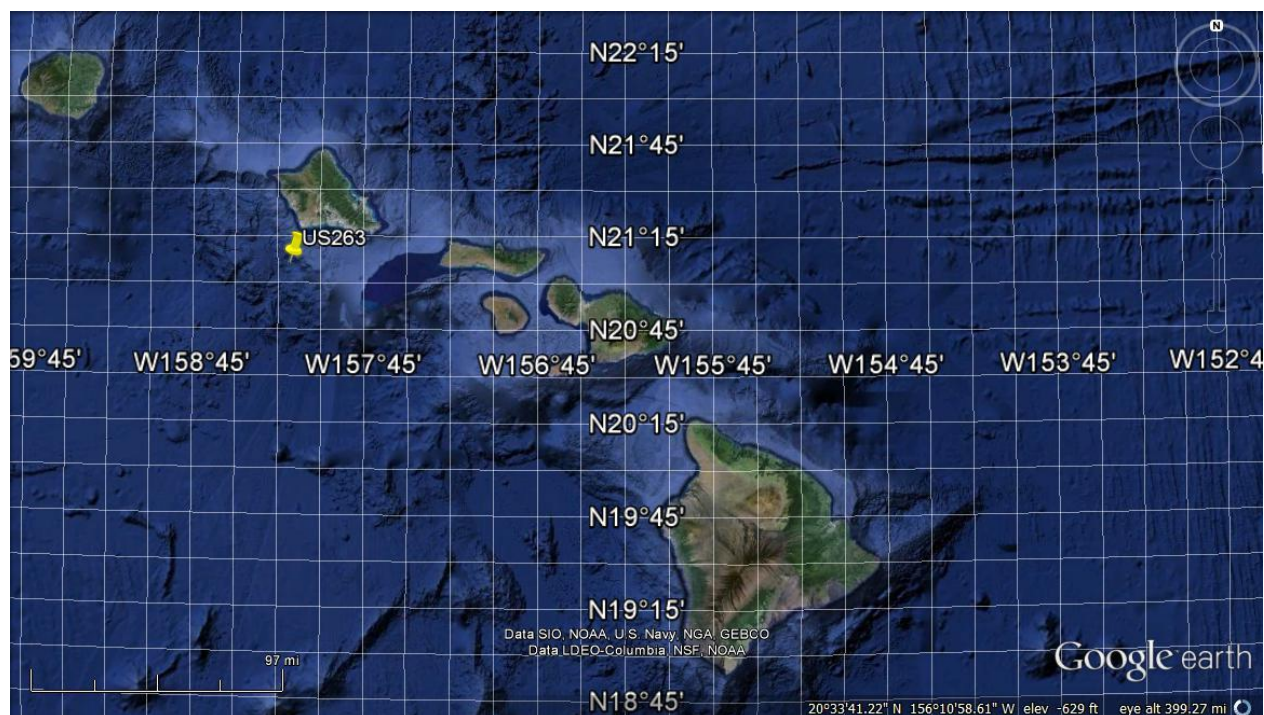 N
N22°15'
N21°45'
US263
N21°15'
N20°45'
59°45' W158°45' W157°45' W156°45' W155°45' W154°45' W153°45' W152°4
N20°15'
N19°45'
N19°15'
Data SIO, NOAA, U.S. Navy, NGA, GEBCO
Data LDEO-Columbia, NSF, NOAA
97 mi
Google earth
N18°45'
20°33'41.22" N 156°10'58.61" W elev -629 ft eye alt 399.27 mi